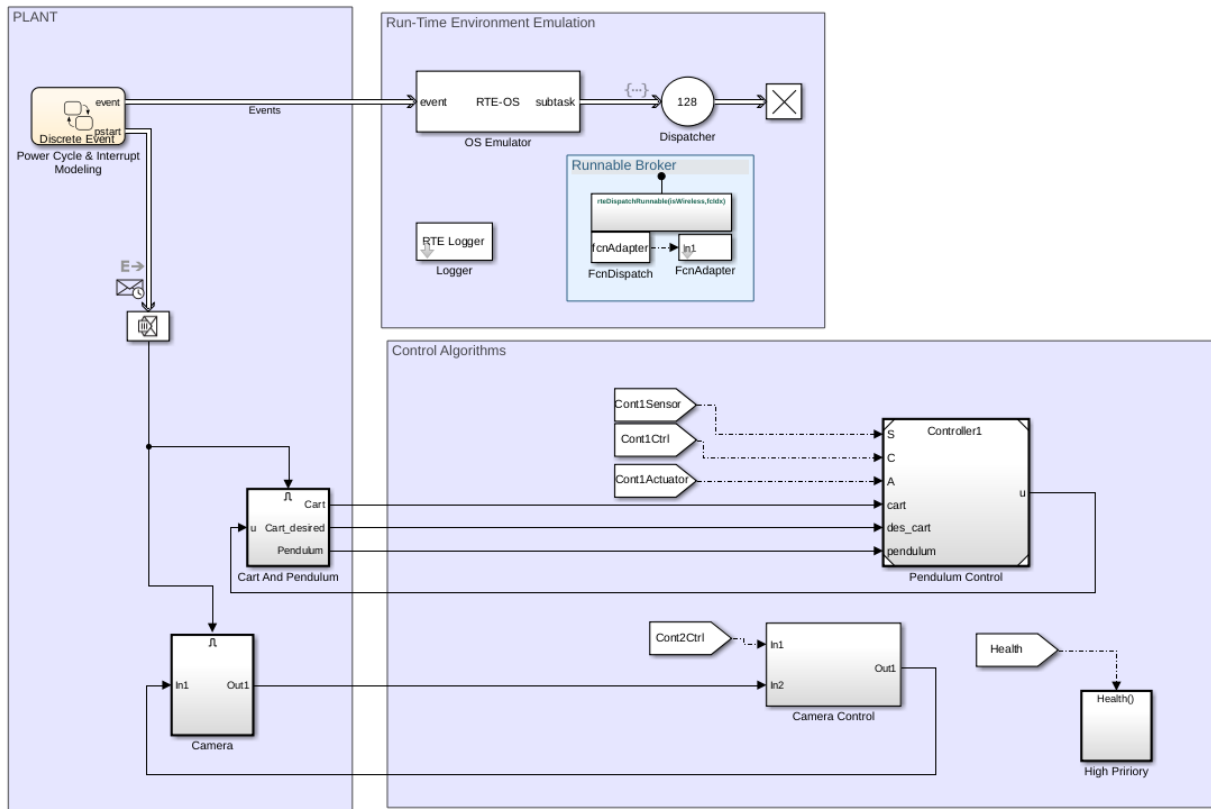 PLANT
event
pstart
Discrete Event
Power Cycle & Interrupt
Modeling
Events
E
Run-Time Environment Emulation
event
RTE-OS
subtask
OS Emulator
{...}
128
Dispatcher
Runnable Broker
rteDispatchRunnable(isWireless,fcIdx)
fcnAdapter
In1
FcnDispatch
FcnAdapter
RTE Logger
Logger
Control Algorithms
Cont1Sensor
Cont1Ctrl
Cont1Actuator
Controller1
S
C
A
cart
des_cart
pendulum
u
Pendulum Control
u
Cart
Cart_desired
Pendulum
Cart And Pendulum
In1
Out1
Camera
Cont2Ctrl
In1
In2
Out1
Camera Control
Health
Health()
High Pririory